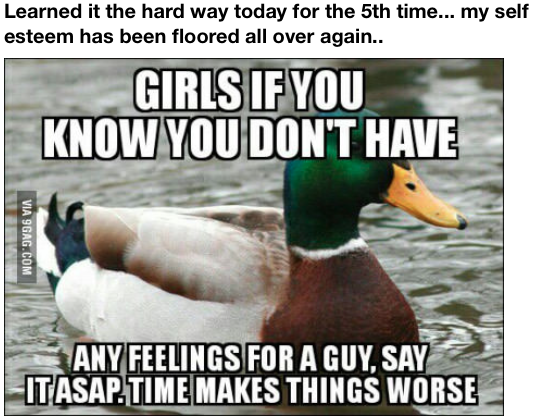 Learned it the hard way today for the 5th time... my self
esteem has been floored all over again..
GIRLS IF YOU
KNOW YOU DON'T HAVE
VIA 9GAG.COM
ANY FEELINGS FOR A GUY, SAY
IT ASAP. TIME MAKES THINGS WORSE